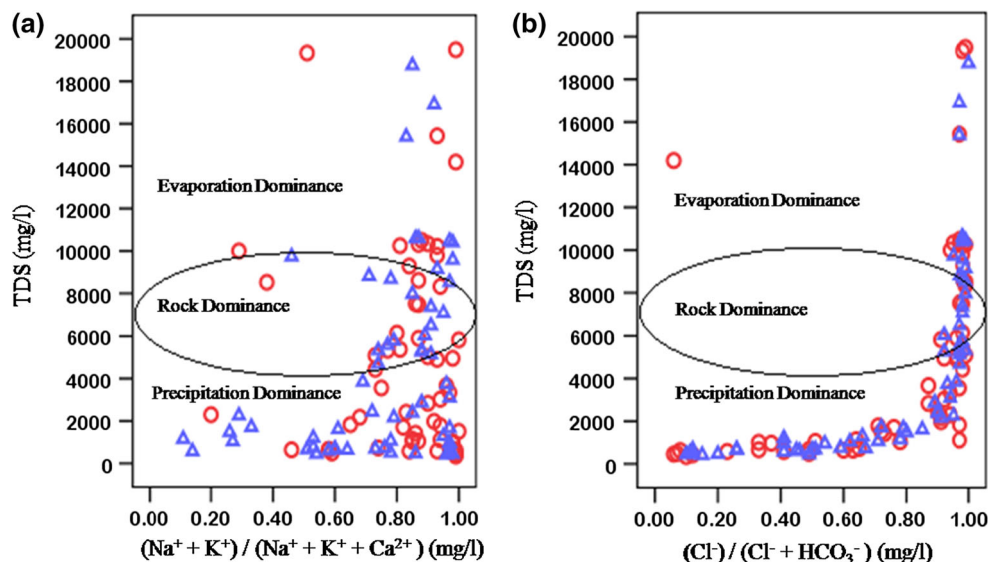 (a)
TDS (mg/l)
20000
18000
16000
14000
12000
10000
8000
6000
4000
2000
0
Evaporation Dominance
Rock Dominance
Precipitation Dominance
0.00 0.20 0.40 0.60 0.80 1.00
(Na⁺ + K⁺) / (Na⁺ + K⁺ + Ca²⁺) (mg/l)
(b)
TDS (mg/l)
20000
18000
16000
14000
12000
10000
8000
6000
4000
2000
0
Evaporation Dominance
Rock Dominance
Precipitation Dominance
0.00 0.20 0.40 0.60 0.80 1.00
(Cl⁻) / (Cl⁻ + HCO₃⁻) (mg/l)